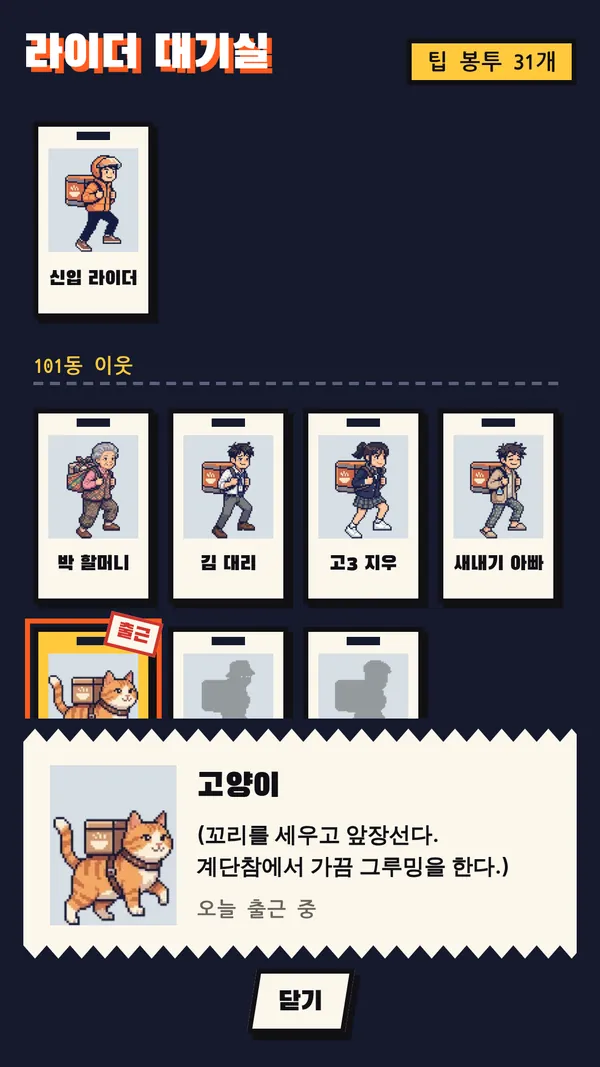 라이더 대기실
팁 봉투 31개
신입 라이더
101동 이웃
박 할머니
김 대리
고3 지우
새내기 아빠
출근
고양이
(꼬리를 세우고 앞장선다.
계단참에서 가끔 그루밍을 한다.)
오늘 출근 중
닫기